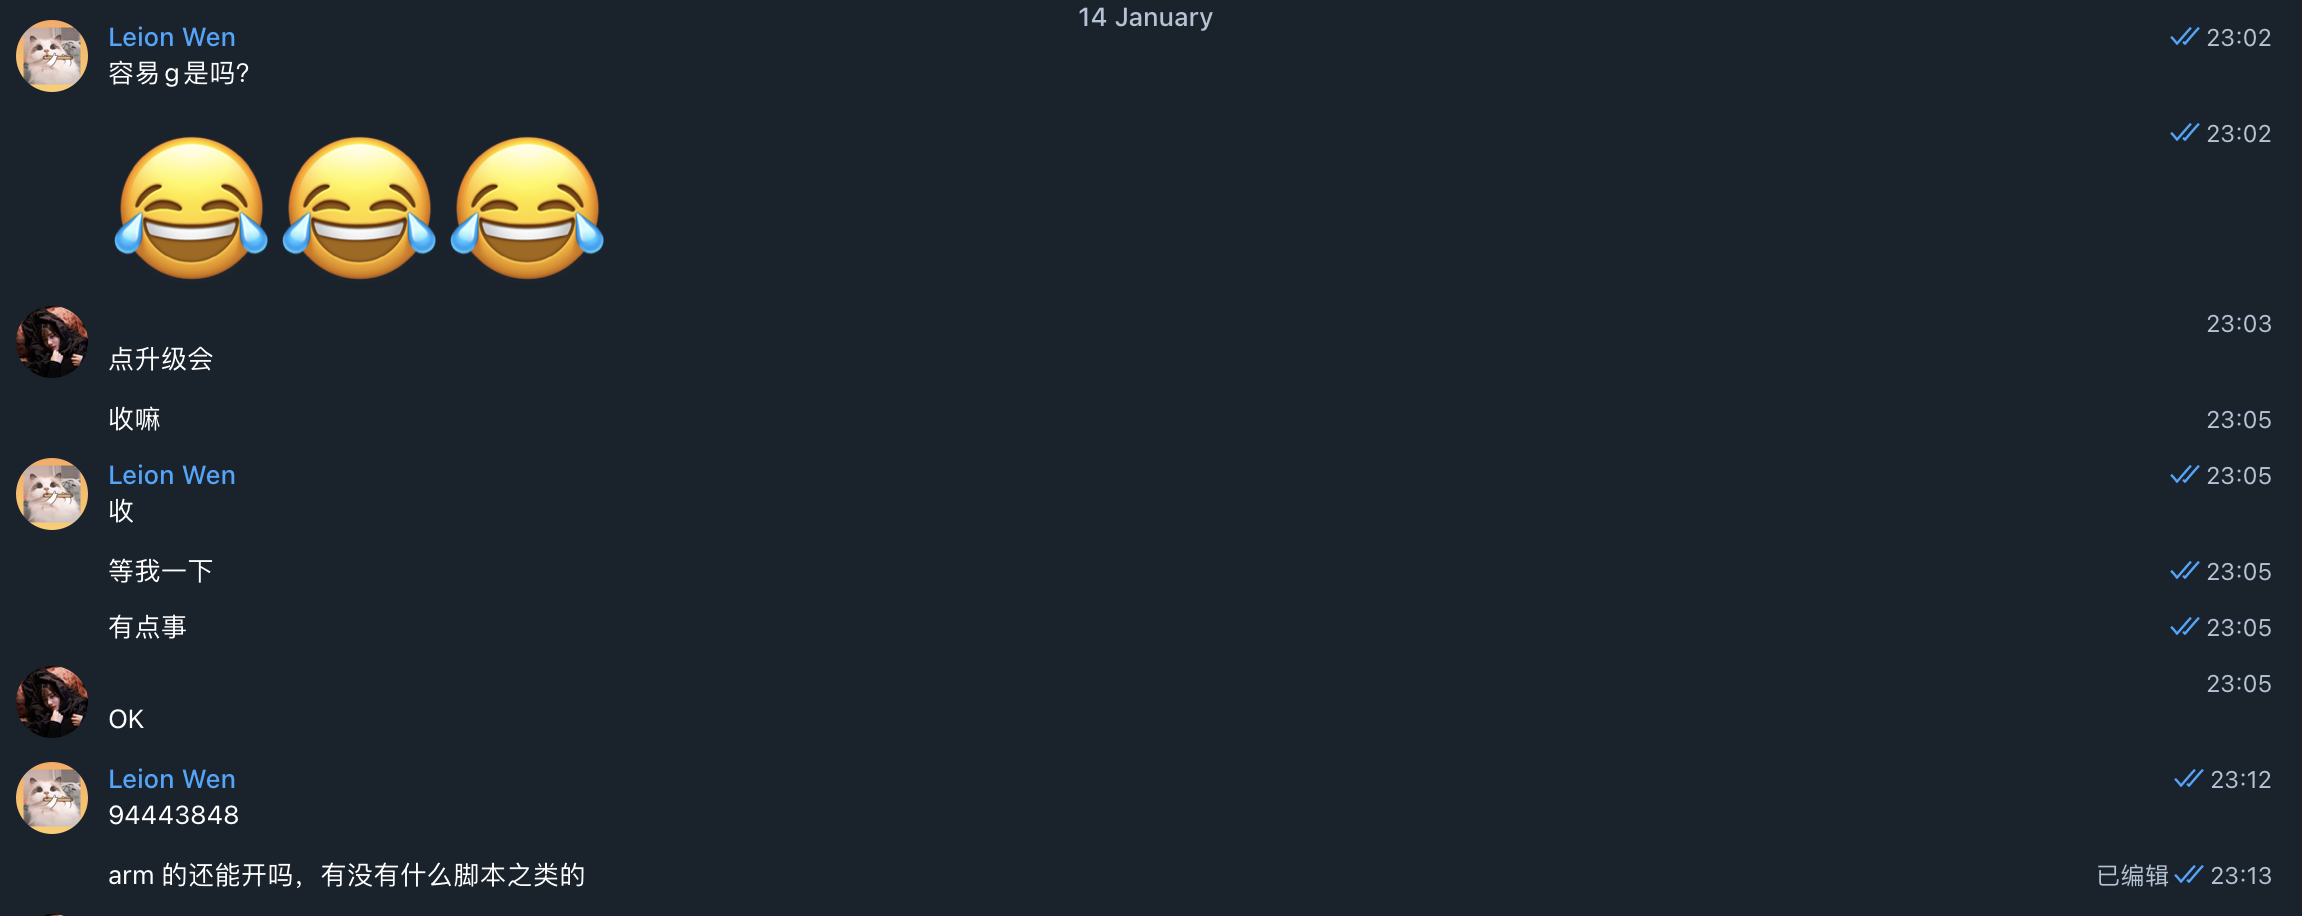 14 January
Leion Wen
23:02
容易g是吗?
23:02
😂😂😂
23:03
点升级会
收嘛
23:05
Leion Wen
23:05
收
等我一下
23:05
有点事
23:05
23:05
OK
Leion Wen
23:12
94443848
arm 的还能开吗，有没有什么脚本之类的
已编辑 23:13